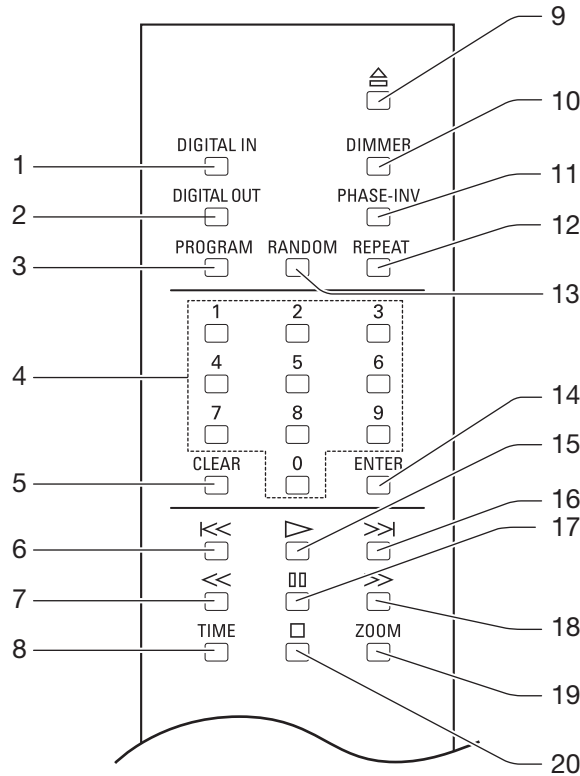 9
10
DIGITAL IN DIMMER
1
11
DIGITAL OUT PHASE-INV
2
12
PROGRAM RANDOM REPEAT
3
13
1 2 3
4
4 5 6
7 8 9
14
15
CLEAR 0 ENTER
5
16
6
17
7
18
TIME ZOOM
8
19
20